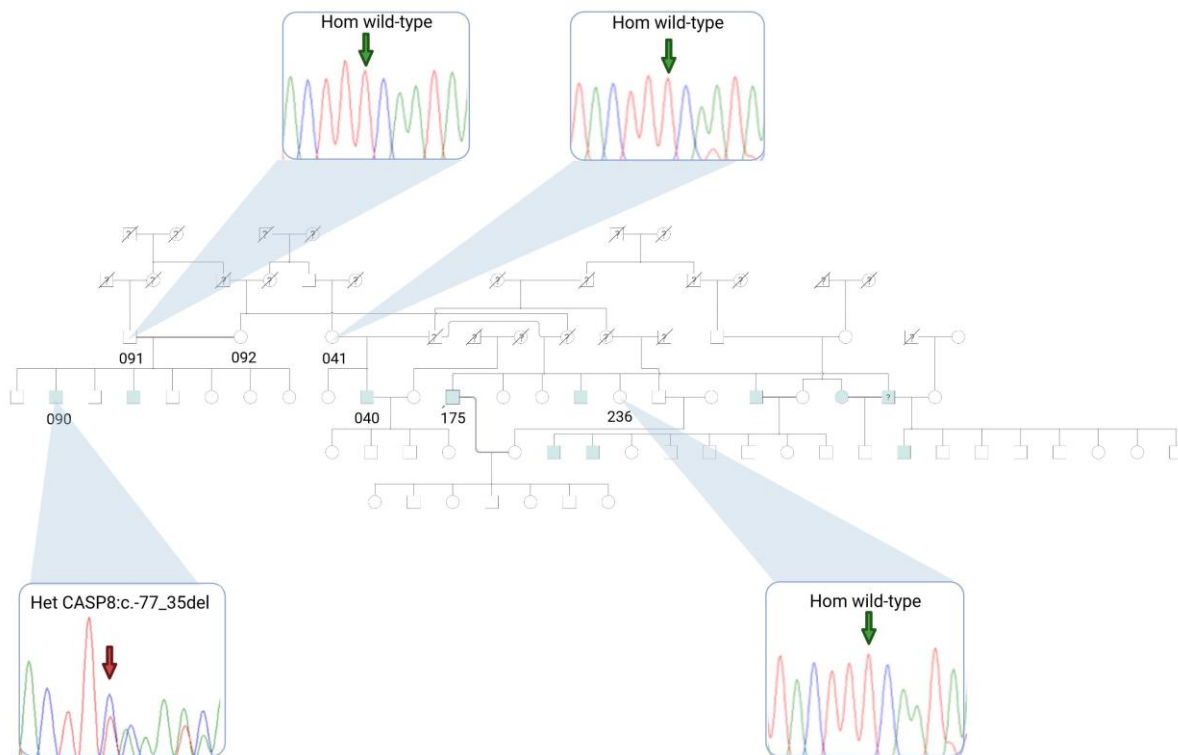 Hom wild-type
Hom wild-type
? ? ? ? ? ?
? ? ? ? ? ? ? ? ? ? ?
? ? ? ? ? ? ?
091 092 041
?
090 040 175 236
Het CASP8:c.-77_35del
Hom wild-type